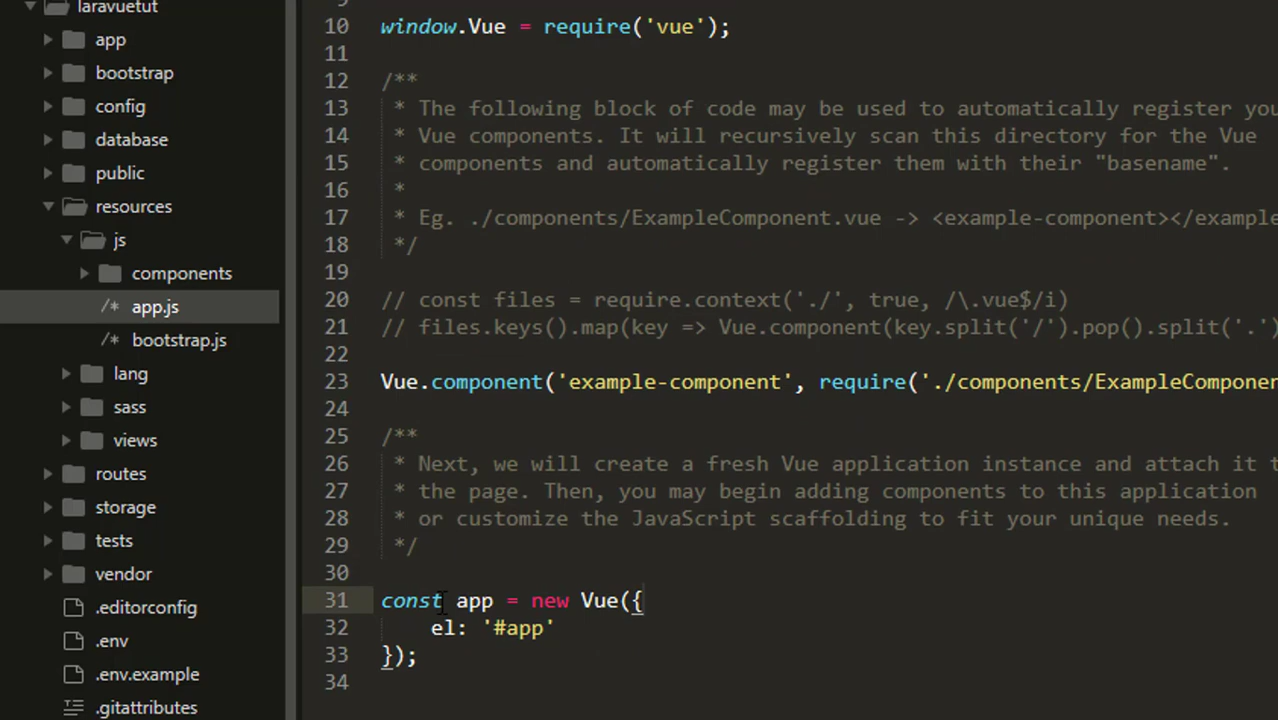 laravuetut
app
bootstrap
config
database
public
resources
js
components
/* app.js
/* bootstrap.js
lang
sass
views
routes
storage
tests
vendor
.editorconfig
.env
.env.example
.gitattributes
10 window.Vue = require('vue');
11
12 /**
13 * The following block of code may be used to automatically register
14 * Vue components. It will recursively scan this directory for the Vue
15 * components and automatically register them with their "basename".
16 *
17 * Eg. ./components/ExampleComponent.vue -> <example-component></example
18 */
19
20 // const files = require.context('./', true, /\.vue$/i)
21 // files.keys().map(key => Vue.component(key.split('/').pop().split('.')
22
23 Vue.component('example-component', require('./components/ExampleComponen
24
25 /**
26 * Next, we will create a fresh Vue application instance and attach it
27 * the page. Then, you may begin adding components to this application
28 * or customize the JavaScript scaffolding to fit your unique needs.
29 */
30
31 const app = new Vue({
32 el: '#app'
33 });
34